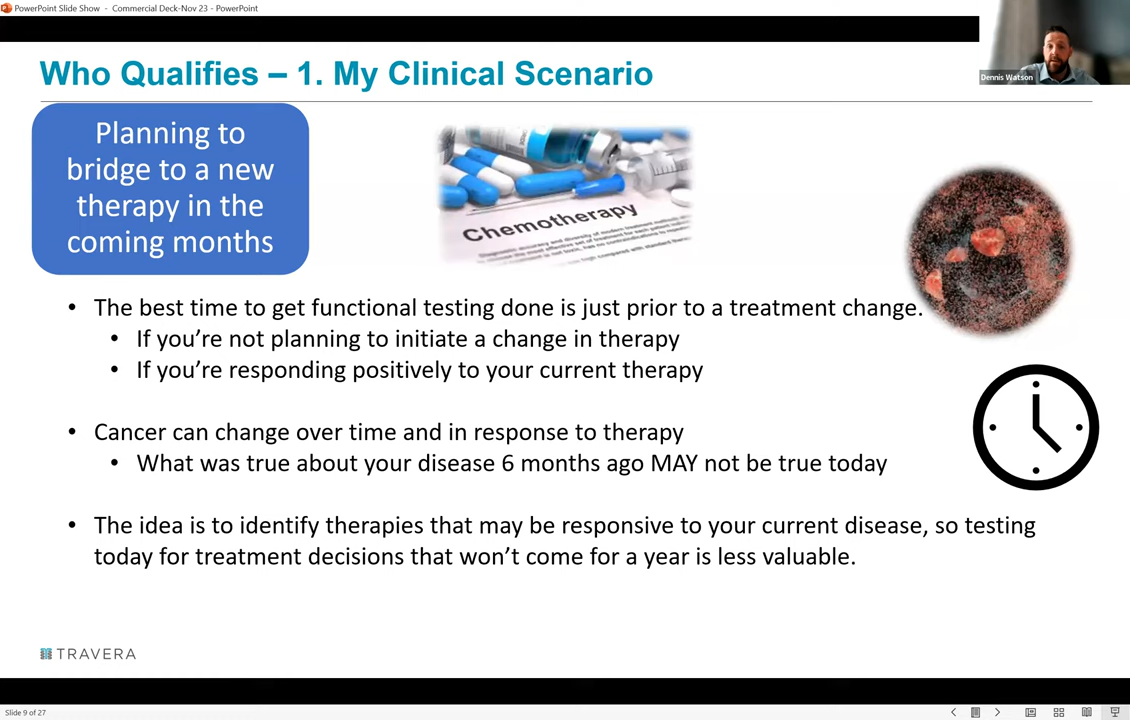 PowerPoint Slide Show - Commercial Deck-Nov 23 - PowerPoint
Dennis Watson
Who Qualifies – 1. My Clinical Scenario
Planning to
bridge to a new
therapy in the
coming months
Chemotherapy
• The best time to get functional testing done is just prior to a treatment change.
• If you’re not planning to initiate a change in therapy
• If you’re responding positively to your current therapy
• Cancer can change over time and in response to therapy
• What was true about your disease 6 months ago MAY not be true today
• The idea is to identify therapies that may be responsive to your current disease, so testing
today for treatment decisions that won’t come for a year is less valuable.
TRAVERA
Slide 9 of 27